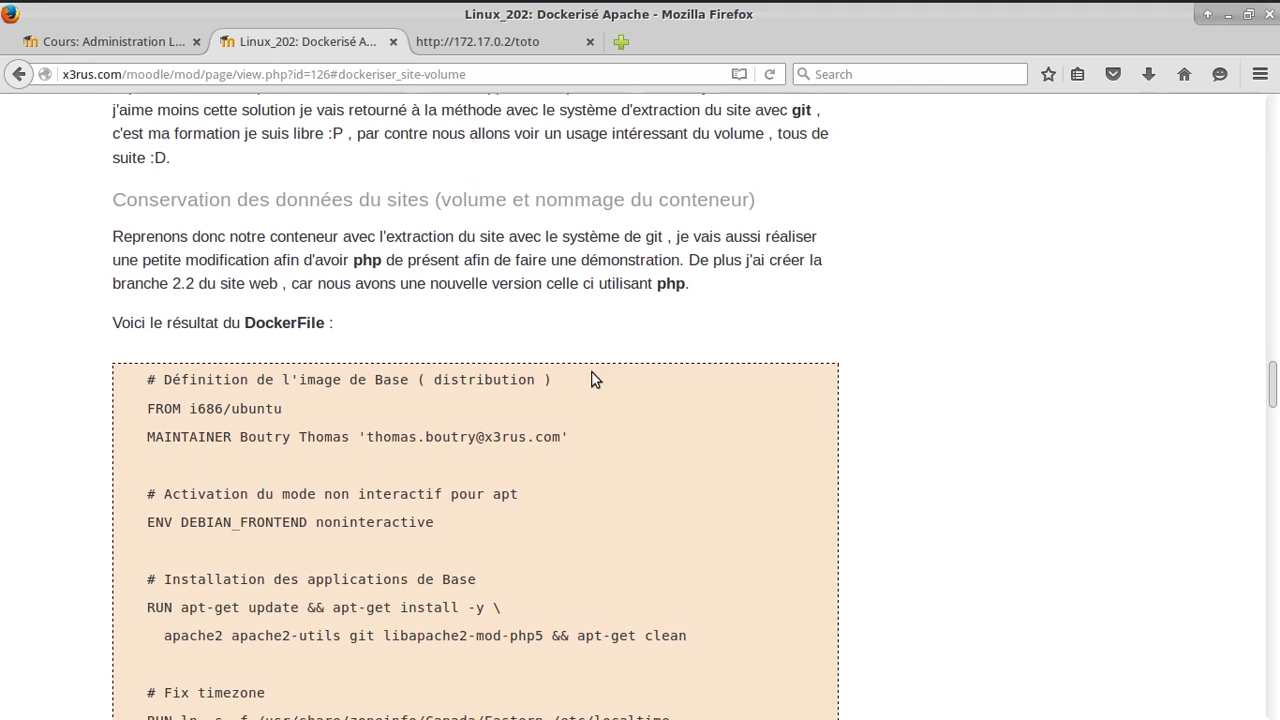 Linux_202: Dockerisé Apache - Mozilla Firefox
Cours: Administration L...
Linux_202: Dockerisé A...
http://172.17.0.2/toto
x3rus.com/moodle/mod/page/view.php?id=126#dockeriser_site-volume
Search
j'aime moins cette solution je vais retourné à la méthode avec le système d'extraction du site avec git ,
c'est ma formation je suis libre :P , par contre nous allons voir un usage intéressant du volume , tous de
suite :D.
Conservation des données du sites (volume et nommage du conteneur)
Reprenons donc notre conteneur avec l'extraction du site avec le système de git , je vais aussi réaliser
une petite modification afin d'avoir php de présent afin de faire une démonstration. De plus j'ai créer la
branche 2.2 du site web , car nous avons une nouvelle version celle ci utilisant php.
Voici le résultat du DockerFile :
# Définition de l'image de Base ( distribution )
FROM i686/ubuntu
MAINTAINER Boutry Thomas 'thomas.boutry@x3rus.com'
# Activation du mode non interactif pour apt
ENV DEBIAN_FRONTEND noninteractive
# Installation des applications de Base
RUN apt-get update && apt-get install -y \
apache2 apache2-utils git libapache2-mod-php5 && apt-get clean
# Fix timezone
RUN ln -s -f /usr/share/zoneinfo/Canada/Eastern /etc/localtime